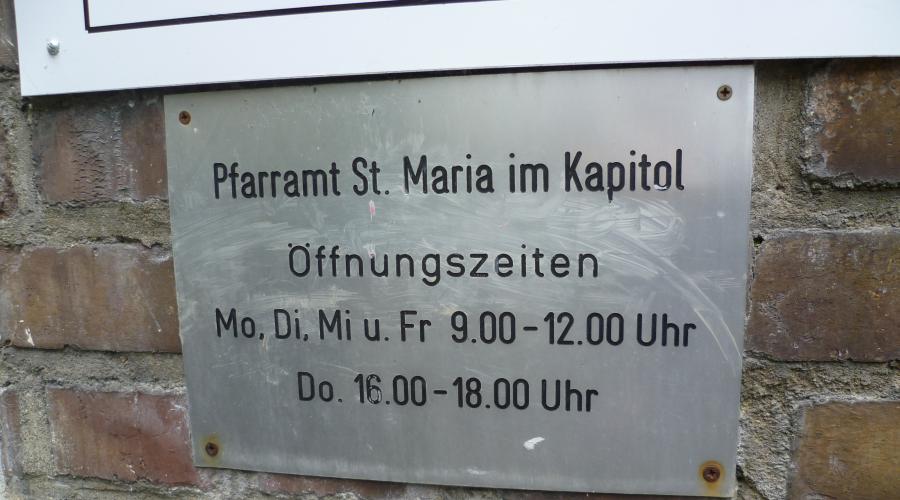 Pfarramt St. Maria im Kapitol
Öffnungszeiten
Mo, Di, Mi u. Fr 9.00-12.00 Uhr
Do. 16.00-18.00 Uhr